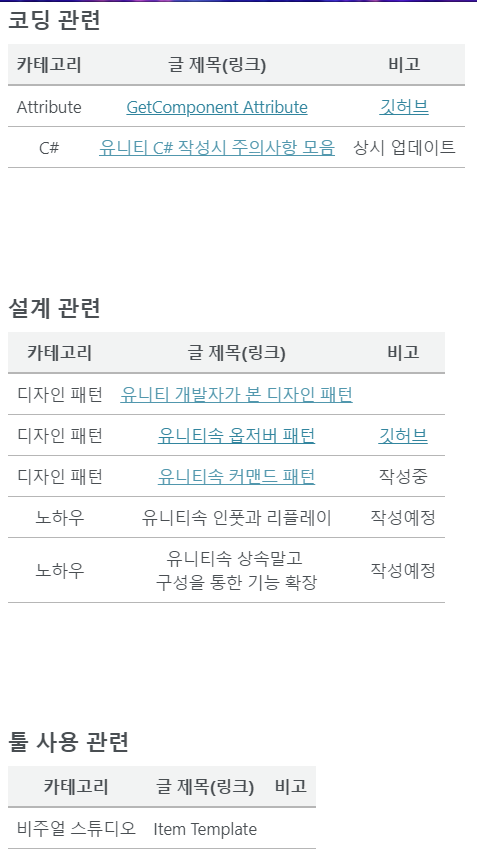 코딩 관련
카테고리 글 제목(링크) 비고
Attribute GetComponent Attribute 깃허브
C# 유니티 C# 작성시 주의사항 모음 상시 업데이트
설계 관련
카테고리 글 제목(링크) 비고
디자인 패턴 유니티 개발자가 본 디자인 패턴
디자인 패턴 유니티속 옵저버 패턴 깃허브
디자인 패턴 유니티속 커맨드 패턴 작성중
노하우 유니티속 인풋과 리플레이 작성예정
노하우 유니티속 상속말고 작성예정
구성을 통한 기능 확장
툴 사용 관련
카테고리 글 제목(링크) 비고
비주얼 스튜디오 Item Template